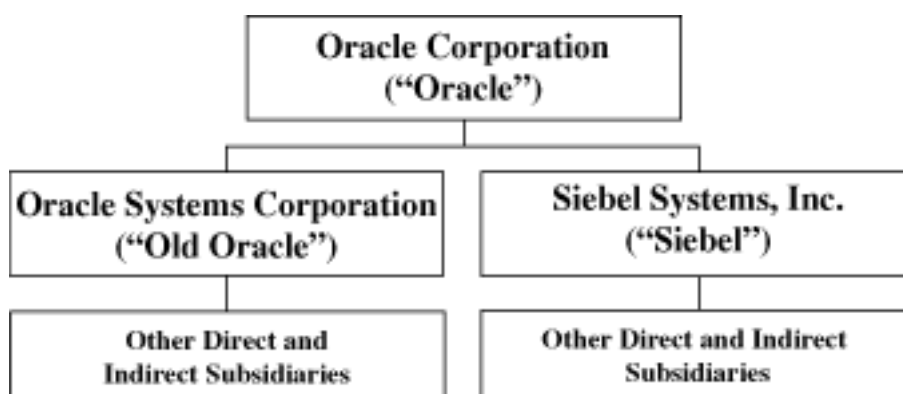 Oracle Corporation
(“Oracle”)
Oracle Systems Corporation
(“Old Oracle”)
Siebel Systems, Inc.
(“Siebel”)
Other Direct and
Indirect Subsidiaries
Other Direct and Indirect
Subsidiaries